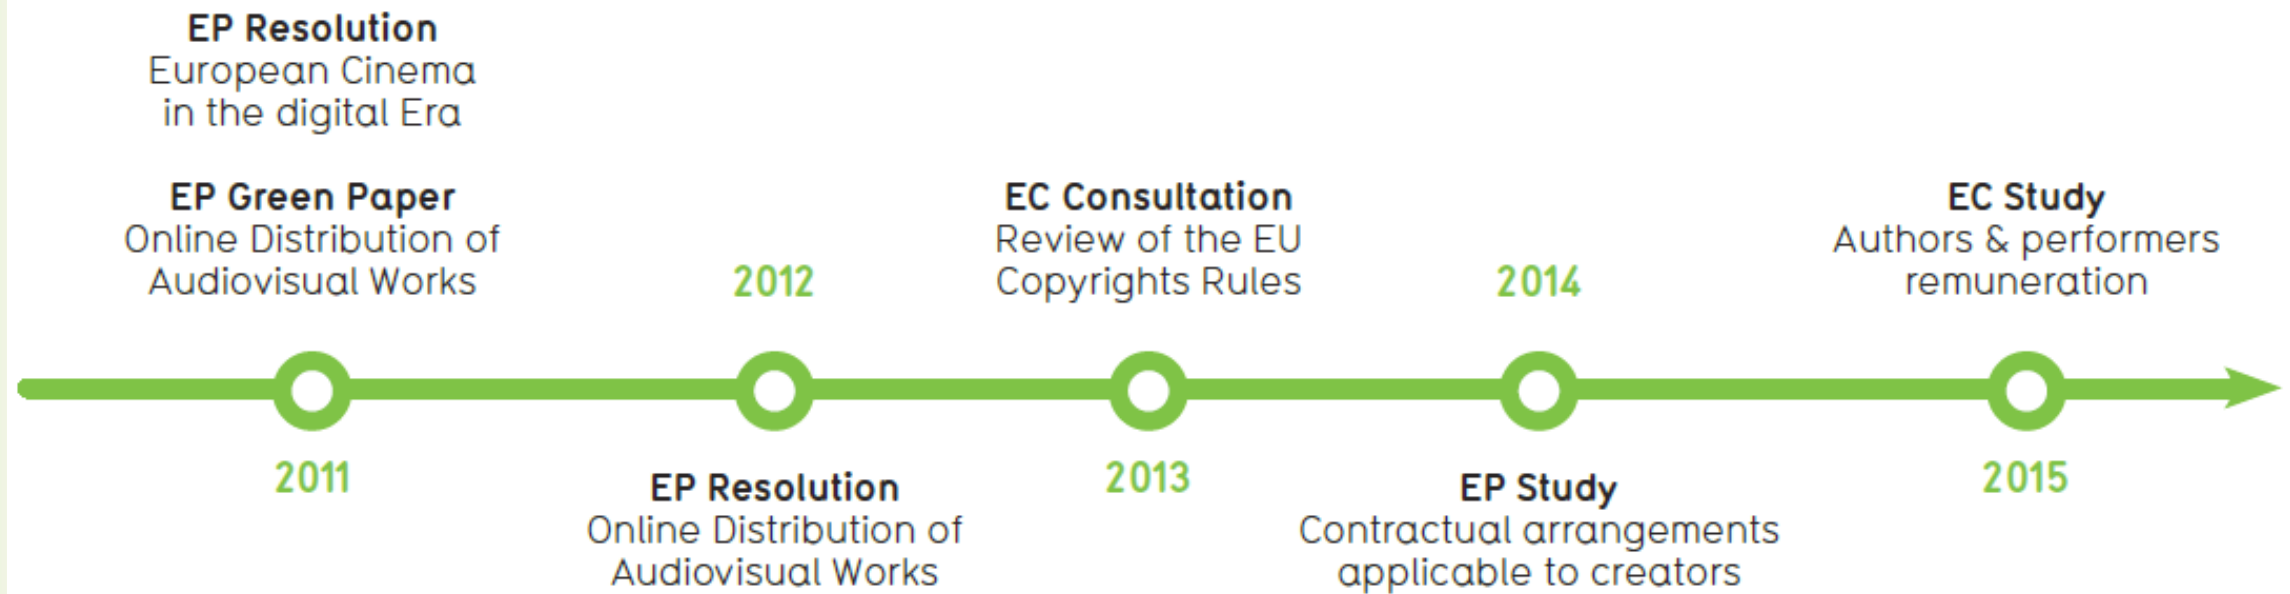 EP Resolution
European Cinema
in the digital Era
EP Green Paper
Online Distribution of
Audiovisual Works
2011
2012
EP Resolution
Online Distribution of
Audiovisual Works
EC Consultation
Review of the EU
Copyrights Rules
2013
2014
EP Study
Contractual arrangements
applicable to creators
EC Study
Authors & performers
remuneration
2015